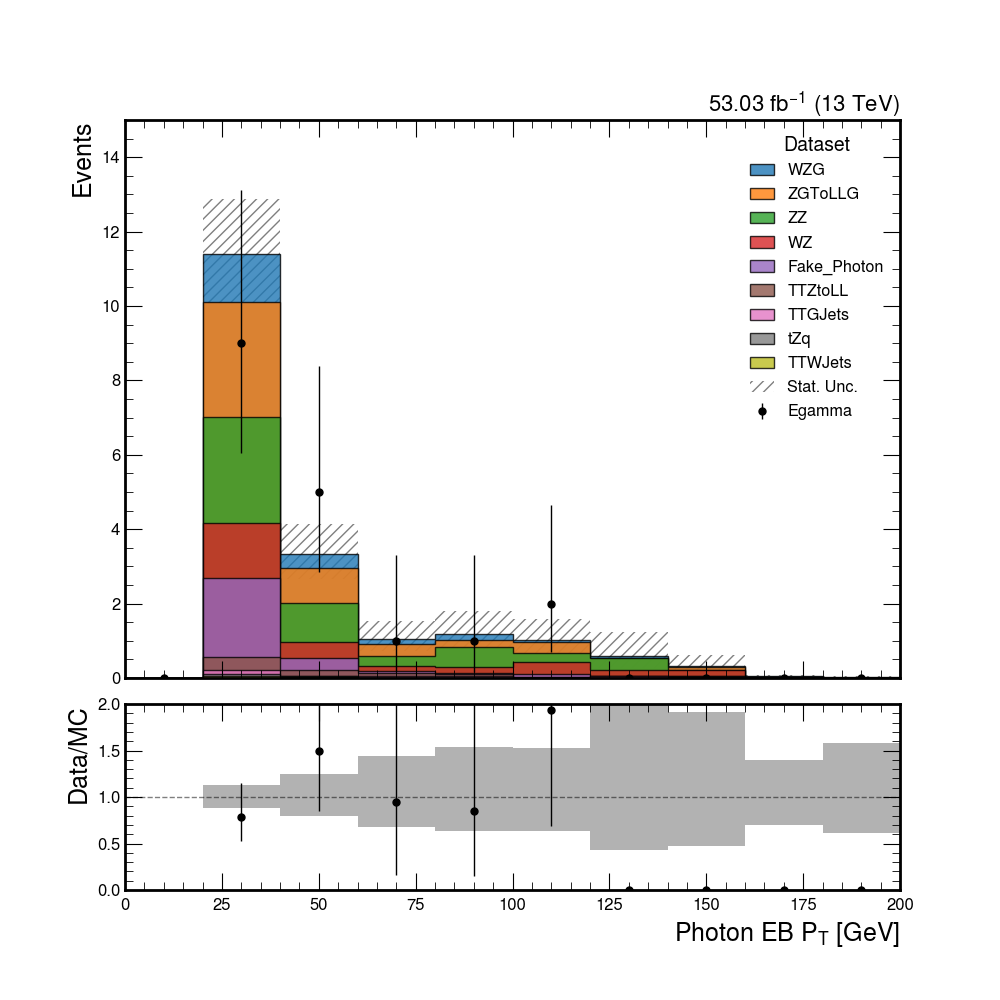 53.03 fb⁻¹ (13 TeV)
Events
14
12
10
8
6
4
2
0
Dataset
WZG
ZGToLLG
ZZ
WZ
Fake_Photon
TTZtoLL
TTGJets
tZq
TTWJets
Stat. Unc.
Egamma
Data/MC
2.0
1.5
1.0
0.5
0.0
0 25 50 75 100 125 150 175 200
Photon EB P_T [GeV]